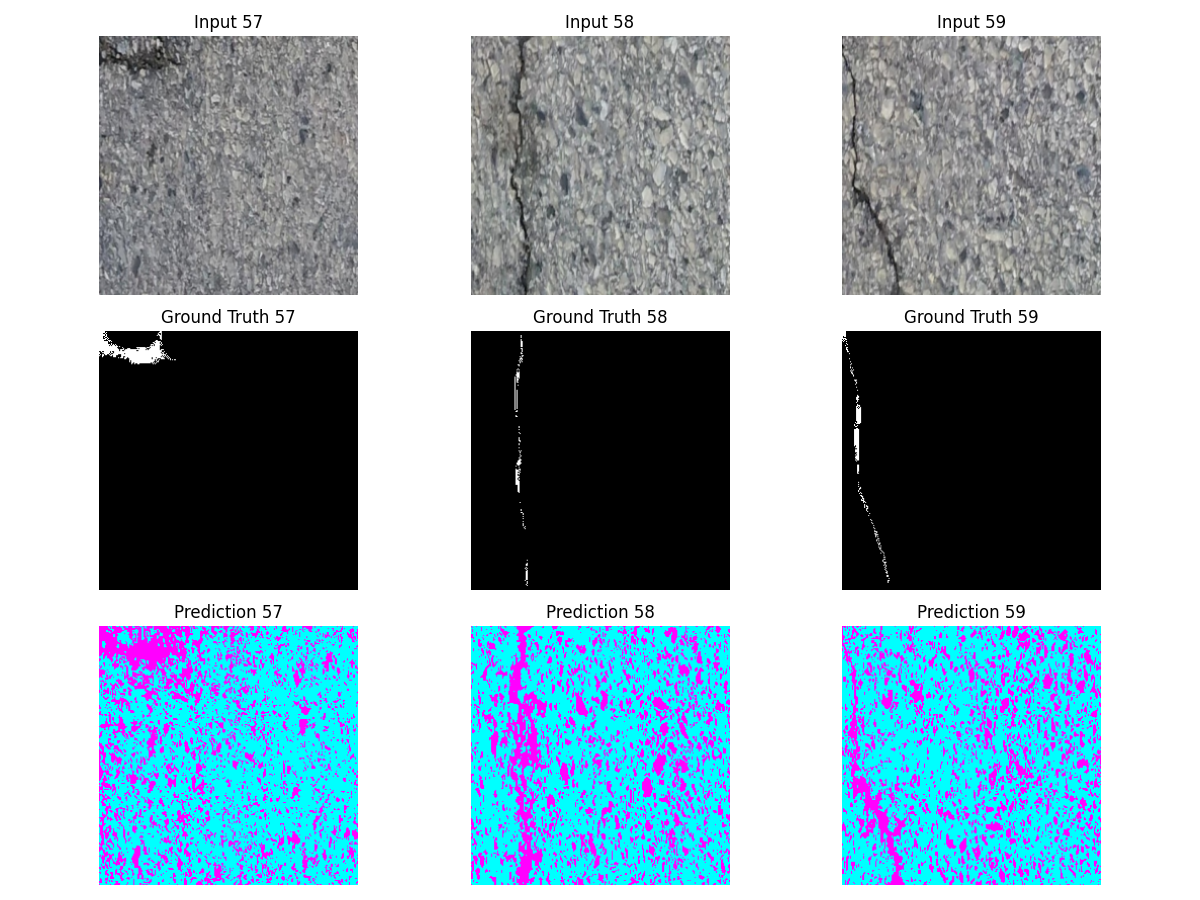 Input 57
Input 58
Input 59
Ground Truth 57
Ground Truth 58
Ground Truth 59
Prediction 57
Prediction 58
Prediction 59